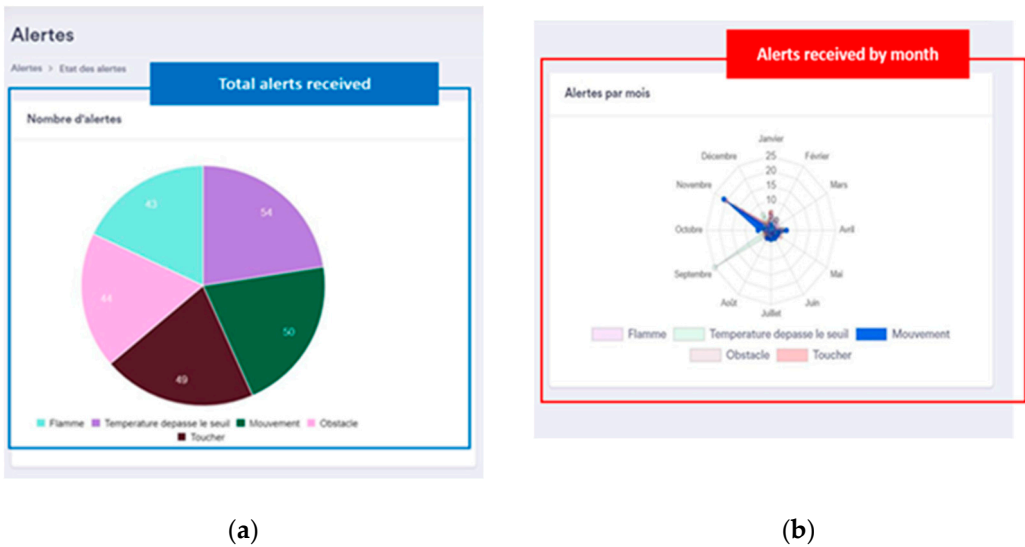 Alertes
Alertes > Etat des alertes
Total alerts received
Nombre d'alertes
43
54
44
50
49
Flamme Temperature depasse le seuil Mouvement Obstacle
Toucher
(a)
Alerts received by month
Alertes par mois
Janvier
Décembre 25 Février
20
Novembre 15 Mars
10
Octobre Avril
Septembre Mai
Août Juin
Juillet
Flamme Temperature depasse le seuil Mouvement
Obstacle Toucher
(b)